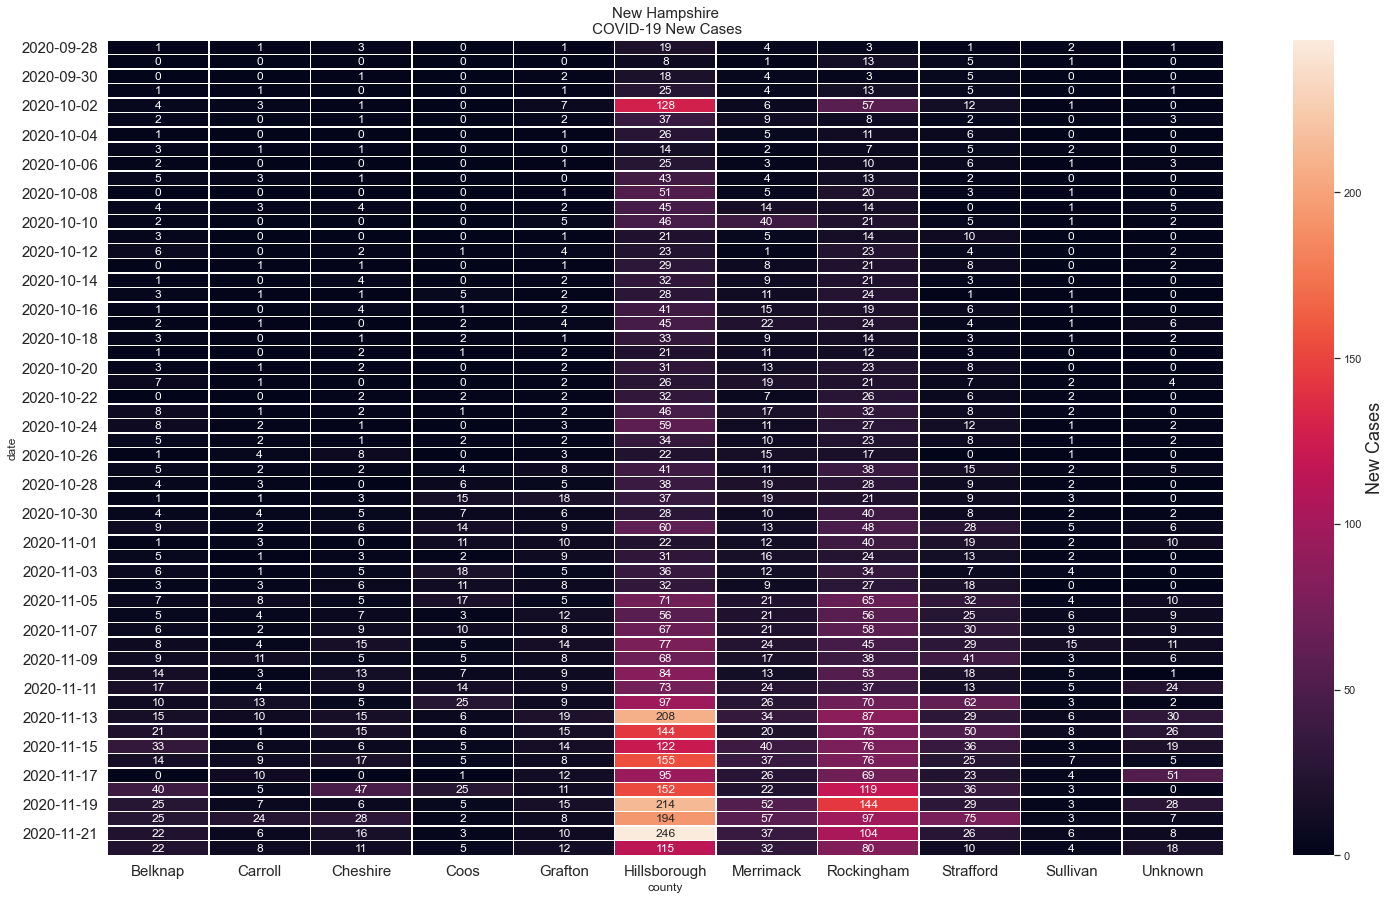 New Hampshire
COVID-19 New Cases
2020-09-28 1 1 3 0 1 19 4 3 1 2 1
0 0 0 0 0 8 1 13 5 1 0
2020-09-30 0 0 1 0 2 18 4 3 5 0 0
1 1 0 0 1 25 4 13 5 0 1
2020-10-02 4 3 1 0 7 128 6 57 12 1 0
2 0 1 0 2 37 9 8 2 0 3
2020-10-04 1 0 0 0 1 26 5 11 6 0 0
3 1 1 0 0 14 2 7 5 2 0
2020-10-06 2 0 0 0 1 25 3 10 6 1 3
5 3 1 0 0 43 4 13 2 0 0
2020-10-08 0 0 0 0 1 51 5 20 3 1 0
4 3 4 0 2 45 14 14 0 1 5
2020-10-10 2 0 0 0 5 46 40 21 5 1 2
3 0 0 0 1 21 5 14 10 0 0
2020-10-12 6 0 2 1 4 23 1 23 4 0 2
0 1 1 0 1 29 8 21 8 0 2
2020-10-14 1 0 4 0 2 32 9 21 3 0 0
3 1 1 5 2 28 11 24 1 1 0
2020-10-16 1 0 4 1 2 41 15 19 6 1 0
2 1 0 2 4 45 22 24 4 1 6
2020-10-18 3 0 1 2 1 33 9 14 3 1 2
1 0 2 1 2 21 11 12 3 0 0
2020-10-20 3 1 2 0 2 31 13 23 8 0 0
7 1 0 0 2 26 19 21 7 2 4
2020-10-22 0 0 2 2 2 32 7 26 6 2 0
8 1 2 1 2 46 17 32 8 2 0
2020-10-24 8 2 1 0 3 59 11 27 12 1 2
5 2 1 2 2 34 10 23 8 1 2
2020-10-26 1 4 8 0 3 22 15 17 0 1 0
5 2 2 4 8 41 11 38 15 2 5
2020-10-28 4 3 0 6 5 38 19 28 9 2 0
1 1 3 15 18 37 19 21 9 3 0
2020-10-30 4 4 5 7 6 28 10 40 8 2 2
9 2 6 14 9 60 13 48 28 5 6
2020-11-01 1 3 0 11 10 22 12 40 19 2 10
5 1 3 2 9 31 16 24 13 2 0
2020-11-03 6 1 5 18 5 36 12 34 7 4 0
3 3 6 11 8 32 9 27 18 0 0
2020-11-05 7 8 5 17 5 71 21 65 32 4 10
5 4 7 3 12 56 25 56 25 6 9
2020-11-07 6 2 9 10 8 67 21 58 30 9 9
8 4 15 5 14 77 24 45 29 15 11
2020-11-09 9 11 5 5 8 68 17 38 41 3 6
14 3 13 7 9 84 13 53 18 5 1
2020-11-11 17 4 9 14 9 73 24 37 13 5 24
10 13 5 25 9 97 26 70 62 3 2
2020-11-13 15 10 15 6 19 208 34 87 29 6 30
21 1 15 6 15 144 20 76 50 8 26
2020-11-15 33 6 6 5 14 122 40 76 36 3 19
14 9 17 5 8 155 37 76 25 7 5
2020-11-17 0 10 0 1 12 95 26 69 23 4 51
40 5 47 25 11 152 22 119 36 3 0
2020-11-19 25 7 6 5 15 214 52 144 29 3 28
25 24 28 2 8 194 57 97 75 3 7
2020-11-21 22 6 16 3 10 246 37 104 26 6 8
22 8 11 5 12 115 32 80 10 4 18
Belknap Carroll Cheshire Coos Grafton Hillsborough Merrimack Rockingham Strafford Sullivan Unknown
county
date
200
150
100
50
0
New Cases